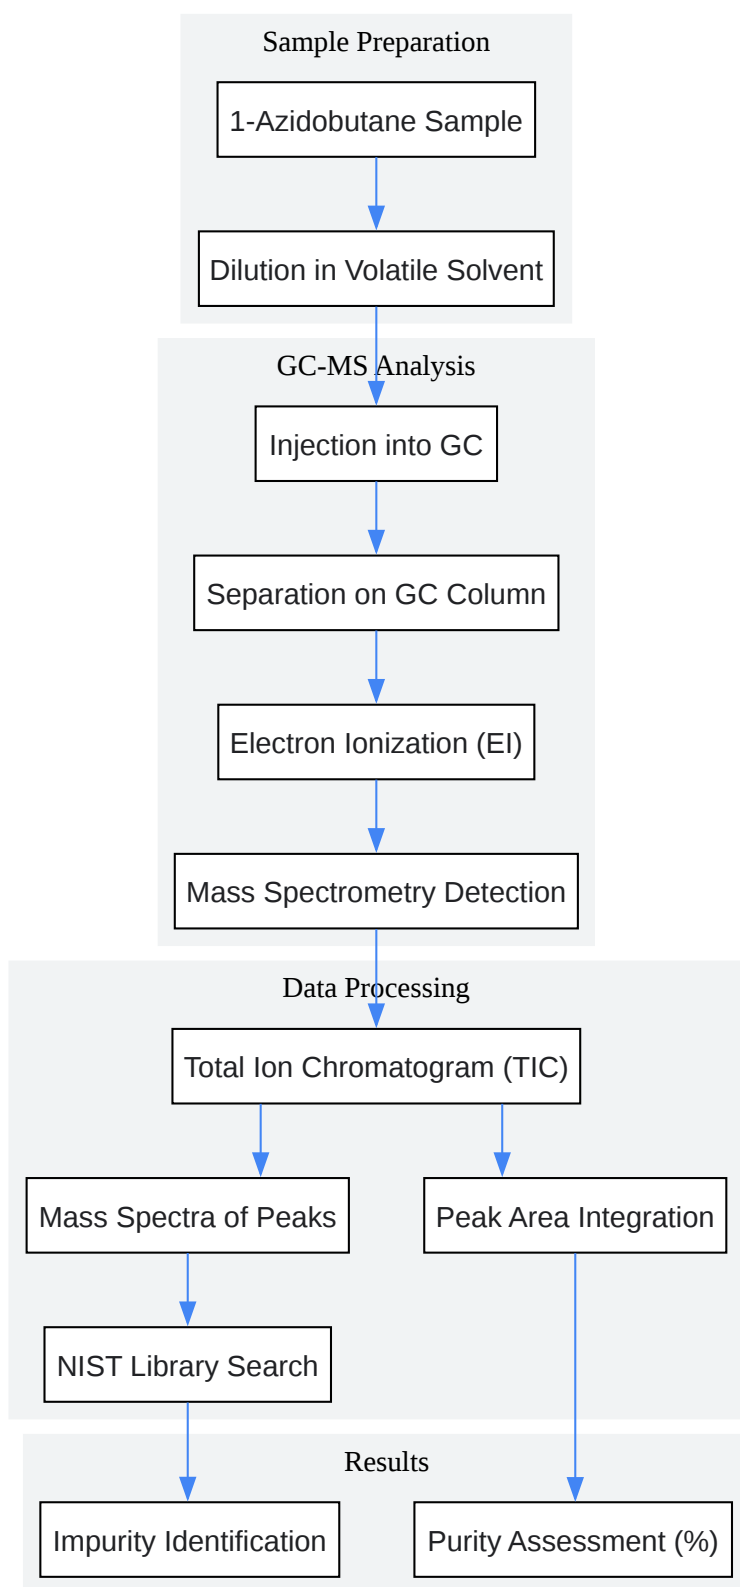 Sample Preparation
1-Azidobutane Sample
Dilution in Volatile Solvent
GC-MS Analysis
Injection into GC
Separation on GC Column
Electron Ionization (EI)
Mass Spectrometry Detection
Data Processing
Total Ion Chromatogram (TIC)
Mass Spectra of Peaks
Peak Area Integration
NIST Library Search
Results
Impurity Identification
Purity Assessment (%)